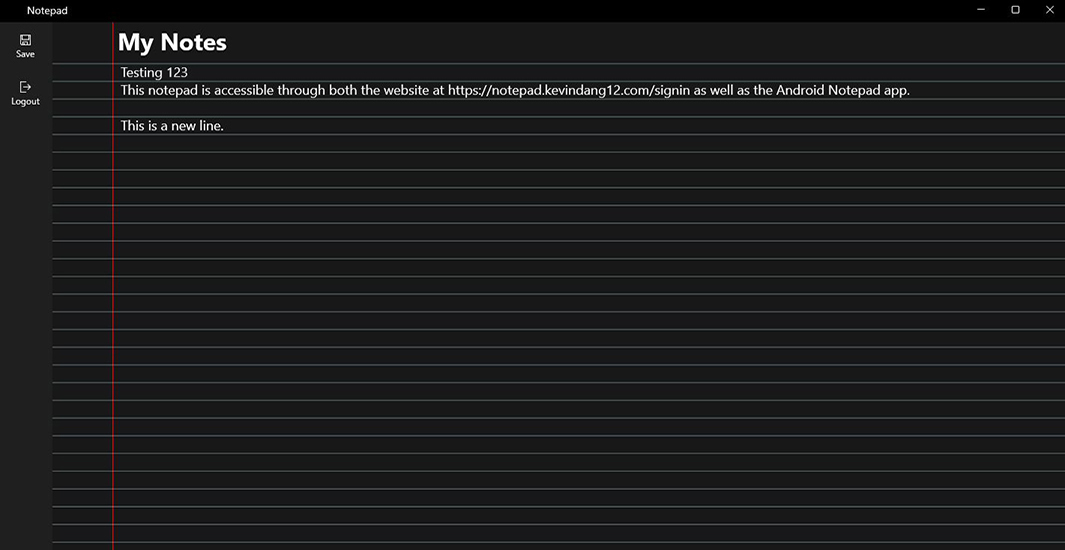 Notepad
Save
Logout
My Notes
Testing 123
This notepad is accessible through both the website at https://notepad.kevindang12.com/signin as well as the Android Notepad app.
This is a new line.